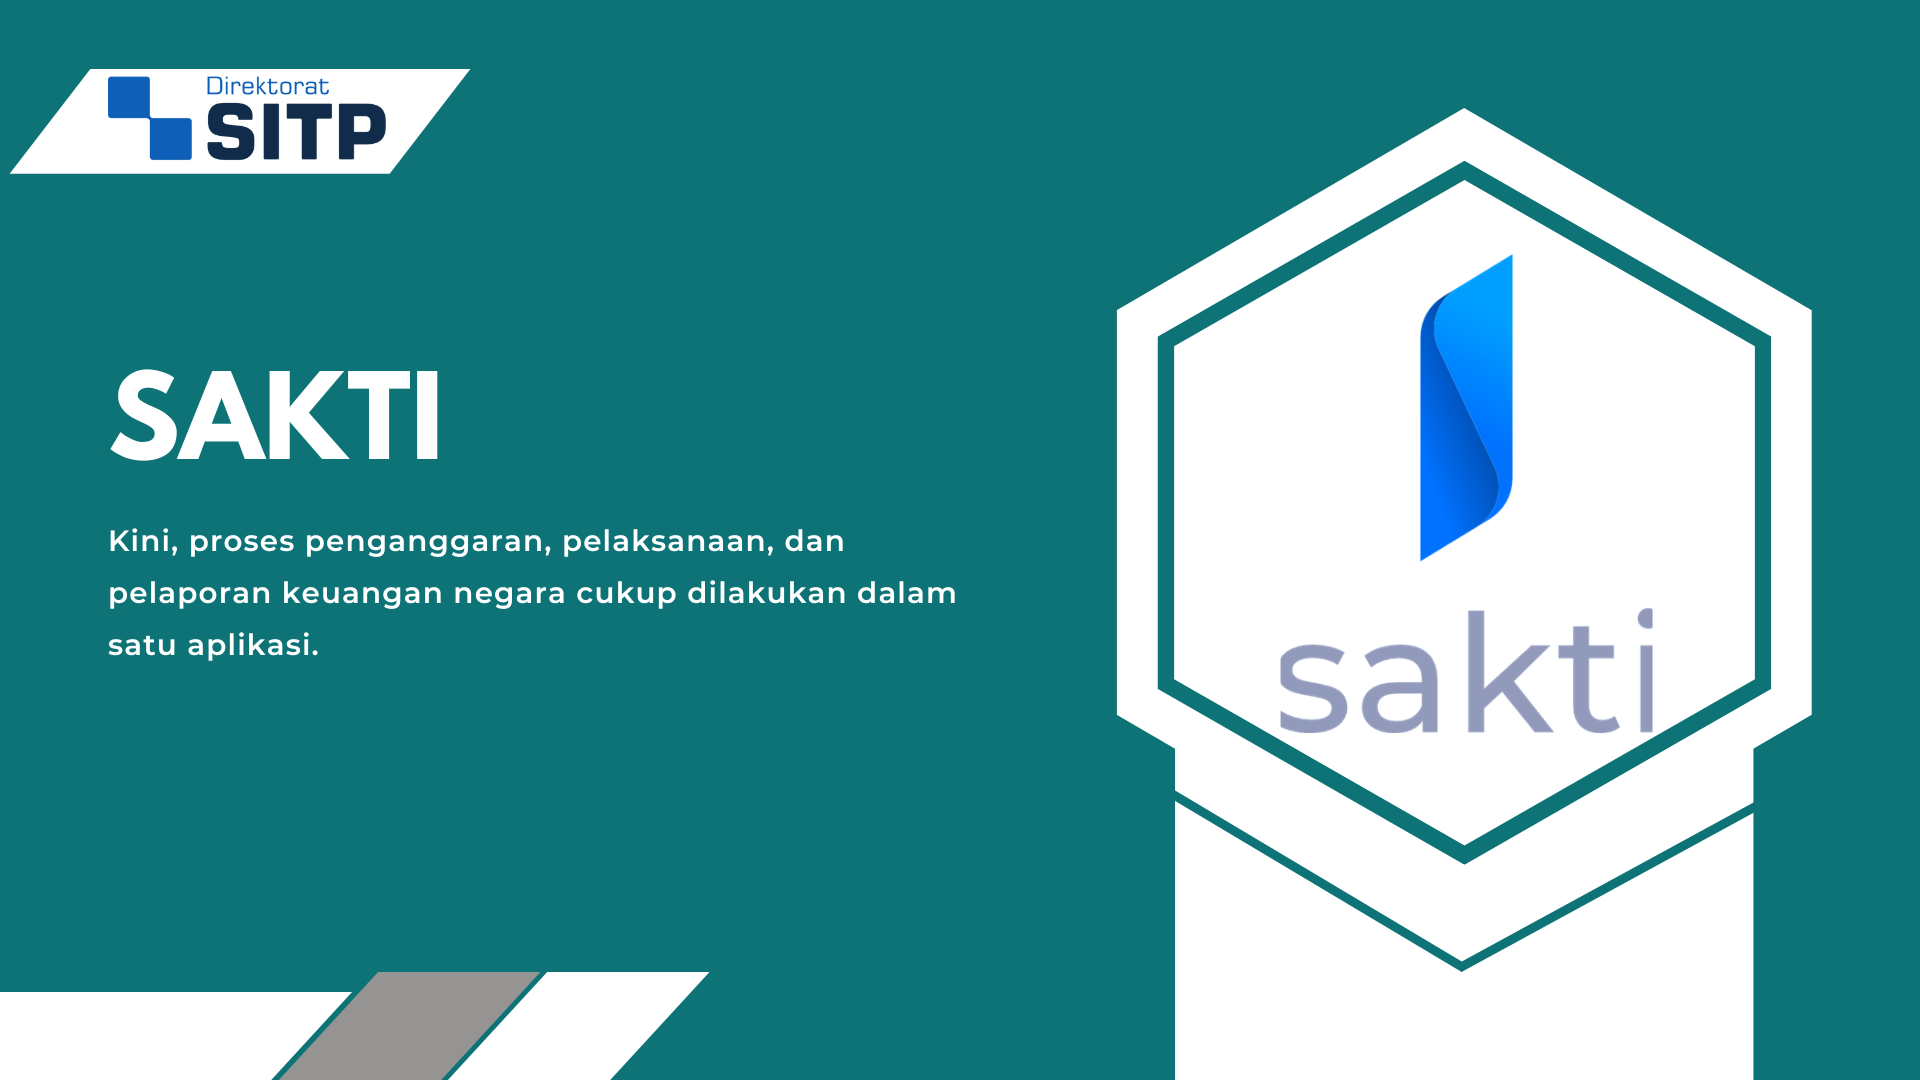 Direktorat
SITP
SAKTI
Kini, proses penganggaran, pelaksanaan, dan
pelaporan keuangan negara cukup dilakukan dalam
satu aplikasi.
sakti